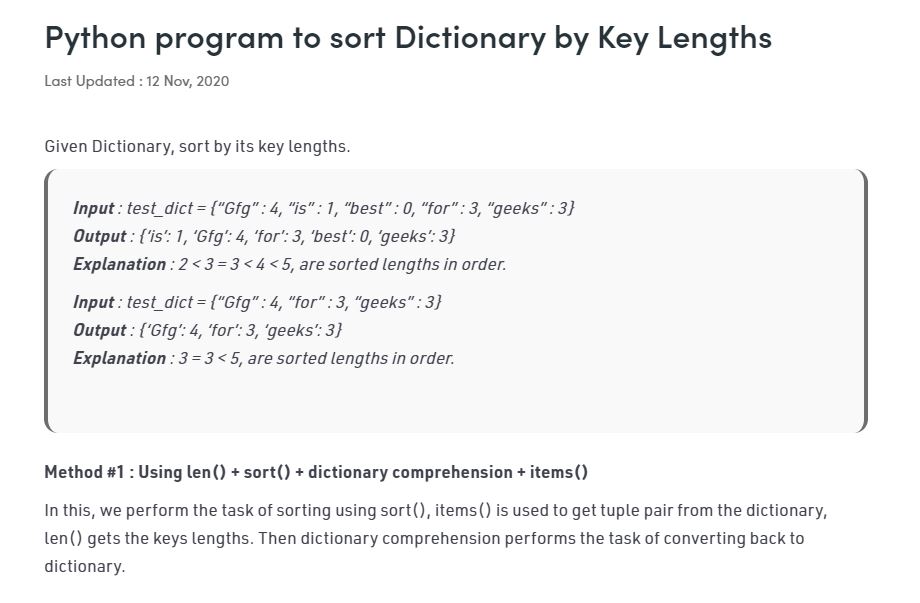 Python program to sort Dictionary by Key Lengths
Last Updated : 12 Nov, 2020
Given Dictionary, sort by its key lengths.
Input : test_dict = {“Gfg” : 4, “is” : 1, “best” : 0, “for” : 3, “geeks” : 3}
Output : {‘is’: 1, ‘Gfg’: 4, ‘for’: 3, ‘best’: 0, ‘geeks’: 3}
Explanation : 2 < 3 = 3 < 4 < 5, are sorted lengths in order.
Input : test_dict = {“Gfg” : 4, “for” : 3, “geeks” : 3}
Output : {‘Gfg’: 4, ‘for’: 3, ‘geeks’: 3}
Explanation : 3 = 3 < 5, are sorted lengths in order.
Method #1 : Using len() + sort() + dictionary comprehension + items()
In this, we perform the task of sorting using sort(), items() is used to get tuple pair from the dictionary,
len() gets the keys lengths. Then dictionary comprehension performs the task of converting back to
dictionary.